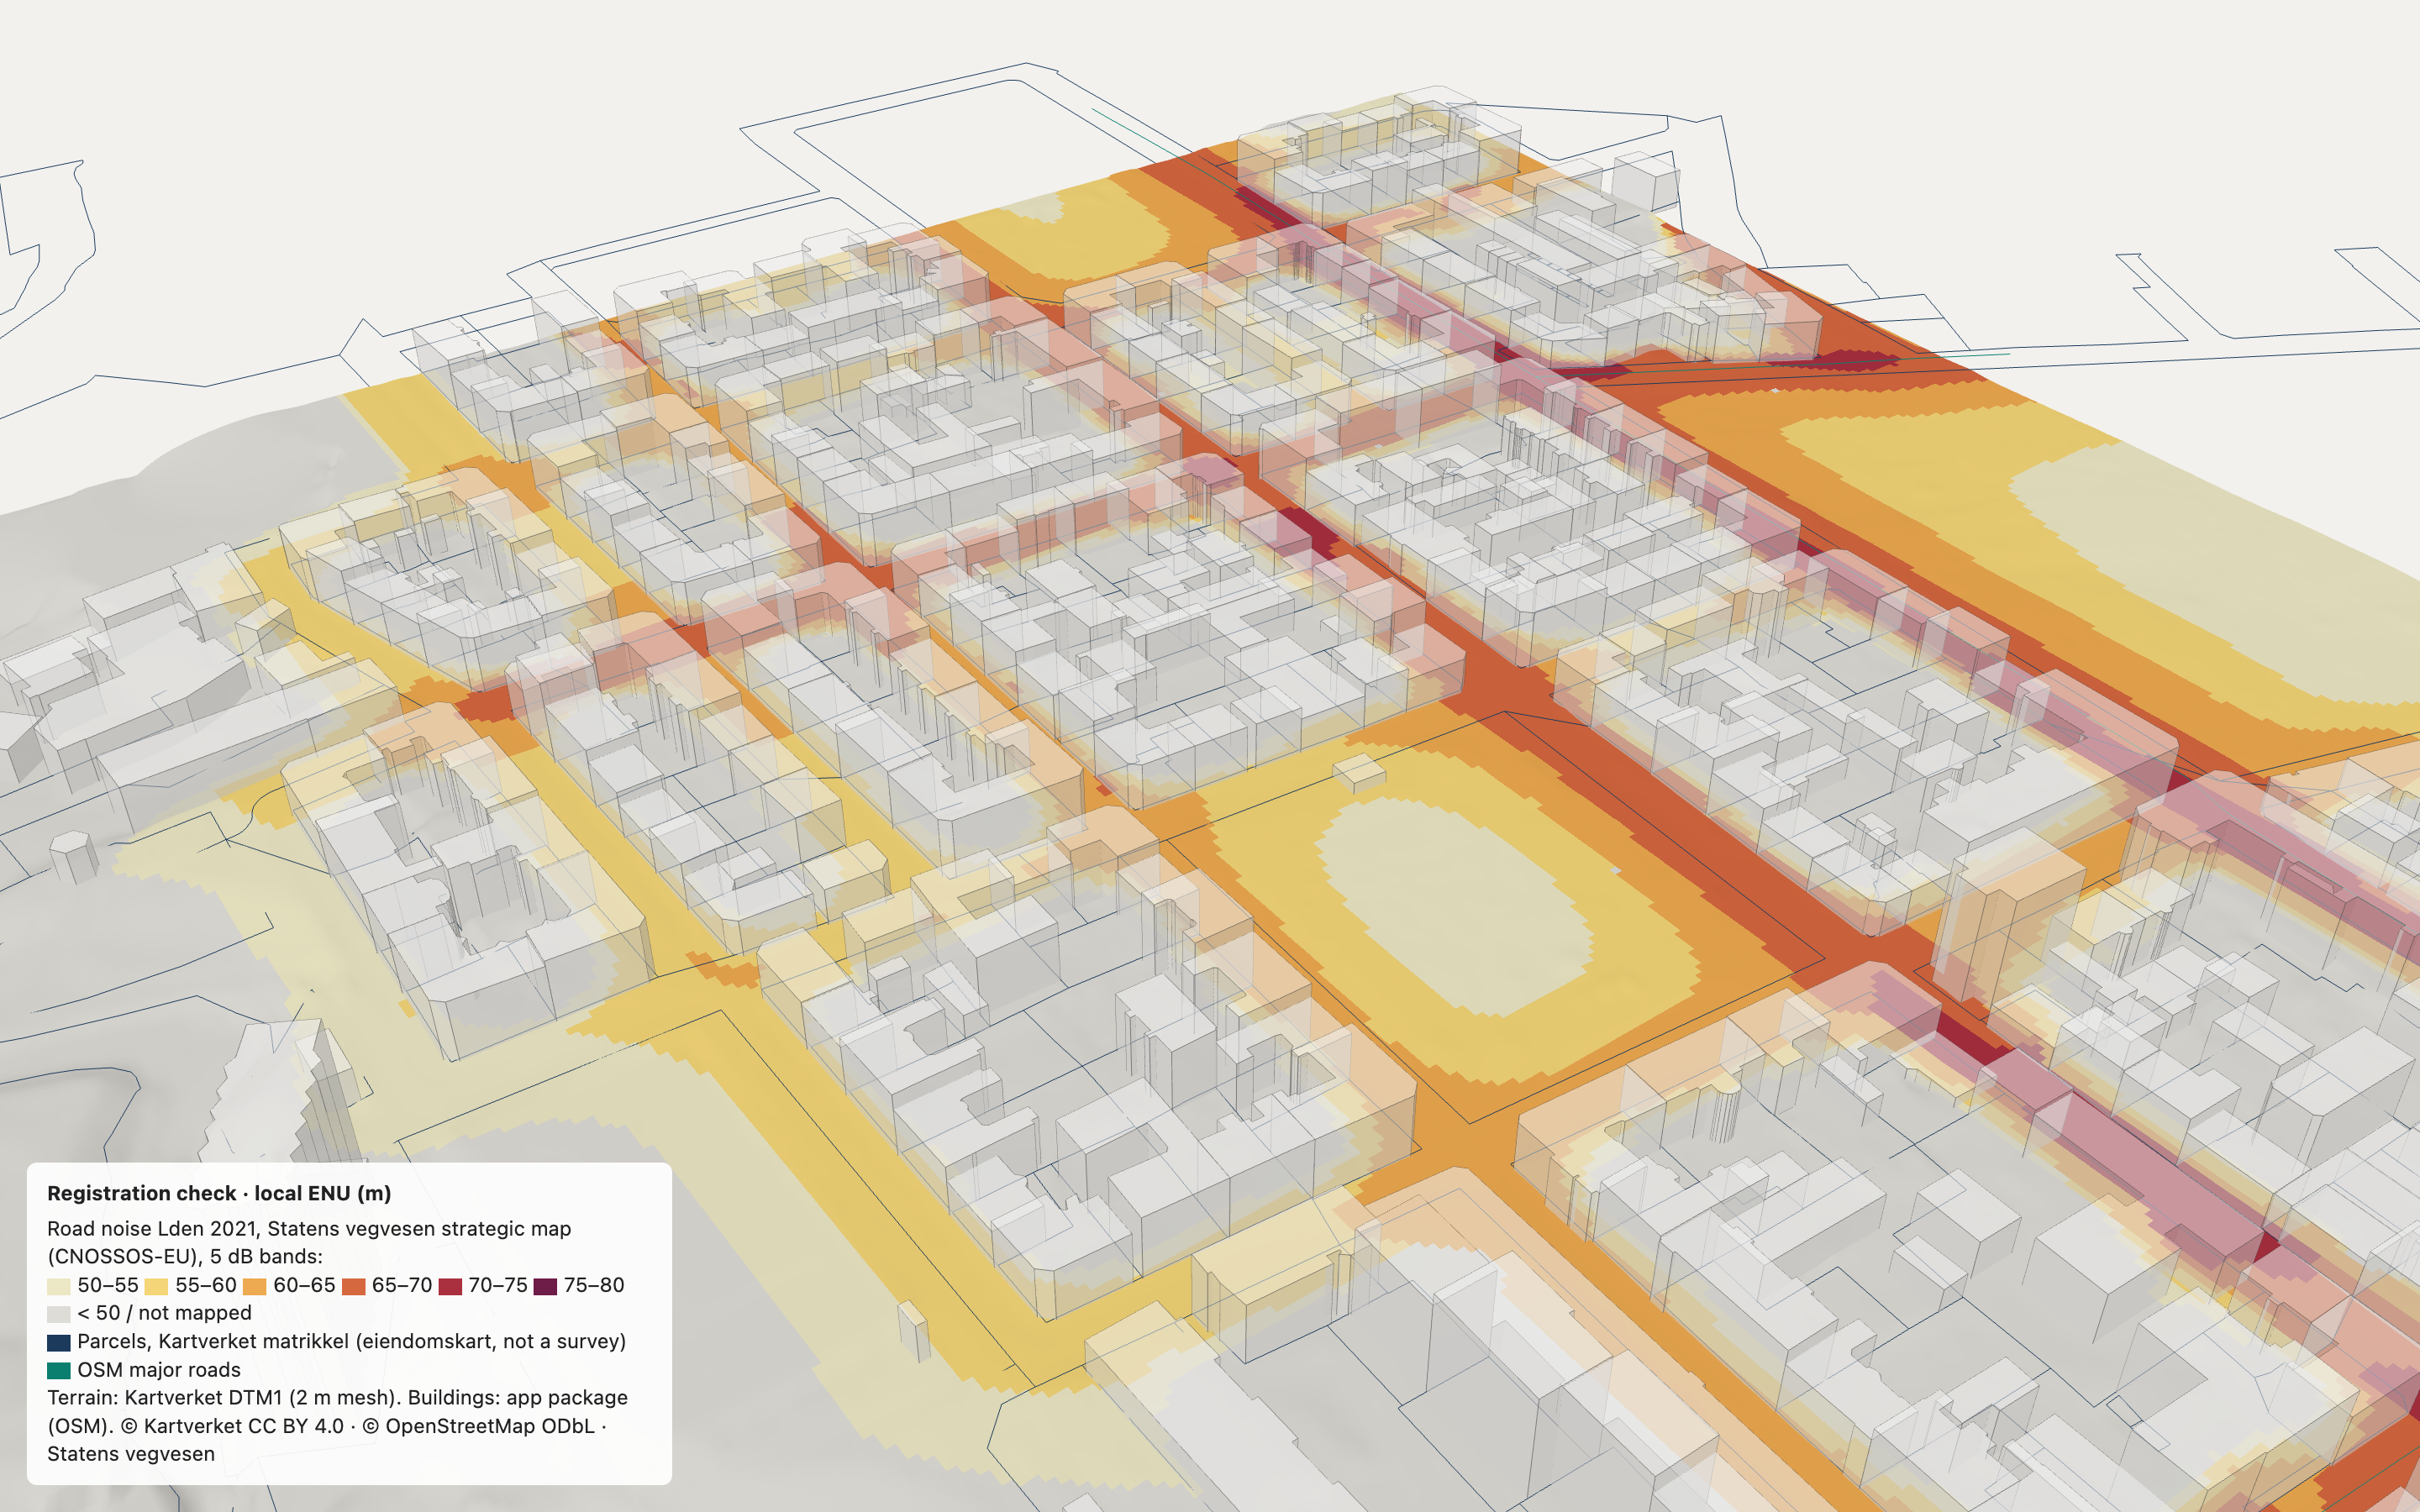 Registration check · local ENU (m)
Road noise Lden 2021, Statens vegvesen strategic map
(CNOSSOS-EU), 5 dB bands:
50–55 55–60 60–65 65–70 70–75 75–80
< 50 / not mapped
Parcels, Kartverket matrikkel (eiendomskart, not a survey)
OSM major roads
Terrain: Kartverket DTM1 (2 m mesh). Buildings: app package
(OSM). © Kartverket CC BY 4.0 · © OpenStreetMap ODbL ·
Statens vegvesen